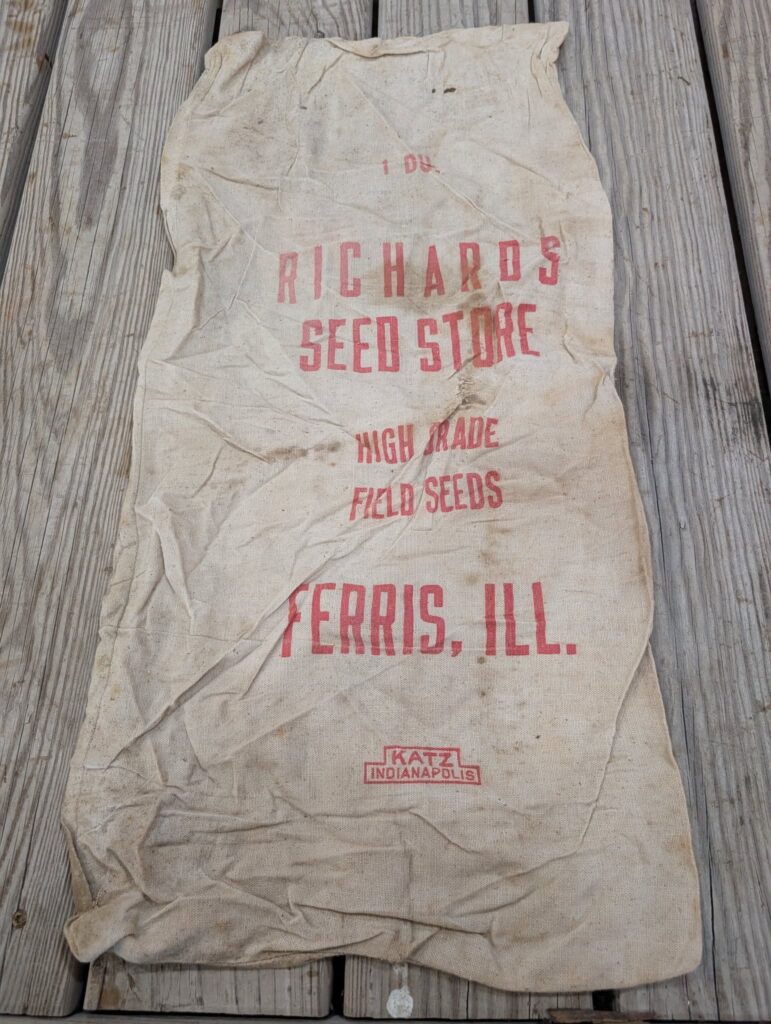 1 BU.
RICHARDS
SEED STORE
HIGH GRADE
FIELD SEEDS
FERRIS, ILL.
KATZ
INDIANAPOLIS